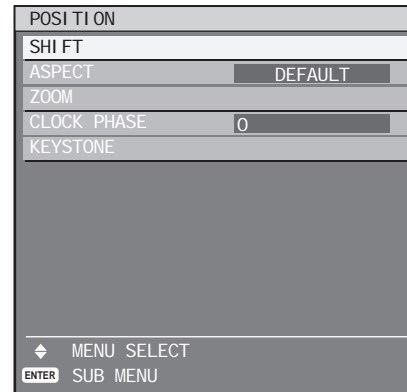 POSITION
SHIFT
ASPECT DEFAULT
ZOOM
CLOCK PHASE 0
KEYSTONE
MENU SELECT
ENTER SUB MENU